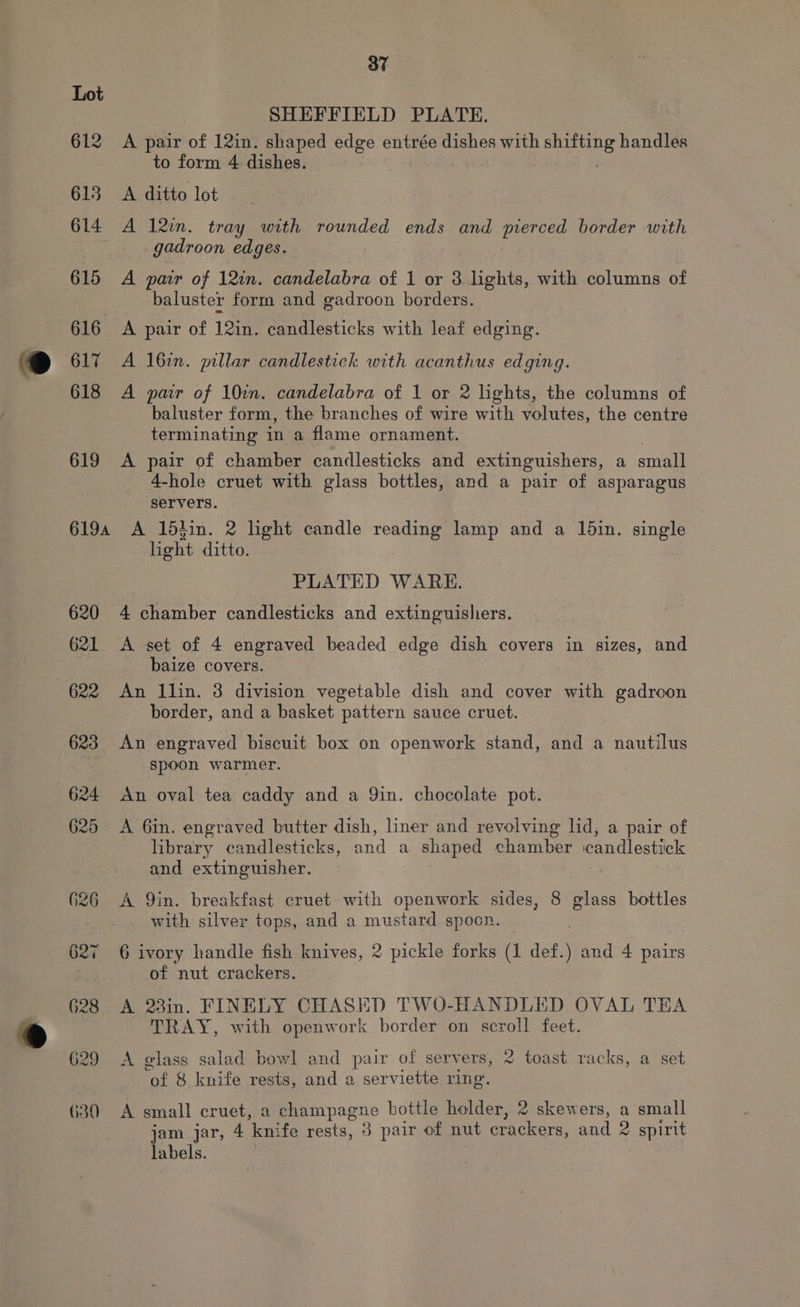 37
Lot
SHEFFIELD PLATE.
612 A pair of 12in. shaped edge entrée dishes with shifting handles
to form 4 dishes.
613 A ditto lot
614 A 12in. tray with rounded ends and pierced border with
gadroon edges.
615 A pair of 12in. candelabra of 1 or 3 lights, with columns of
baluster form and gadroon borders.
616 A pair of 12in. candlesticks with leaf edging.
617 A 16in. pillar candlestick with acanthus edging.
618 A pair of 10in. candelabra of 1 or 2 lights, the columns of
baluster form, the branches of wire with volutes, the centre
terminating in a flame ornament.
619 A pair of chamber candlesticks and extinguishers, a small
4-hole cruet with glass bottles, and a pair of asparagus
servers.
619A A 15½in. 2 light candle reading lamp and a 15in. single
light ditto.
PLATED WARE.
620 4 chamber candlesticks and extinguishers.
621 A set of 4 engraved beaded edge dish covers in sizes, and
baize covers.
622 An 11in. 3 division vegetable dish and cover with gadroon
border, and a basket pattern sauce cruet.
623 An engraved biscuit box on openwork stand, and a nautilus
spoon warmer.
624 An oval tea caddy and a 9in. chocolate pot.
625 A 6in. engraved butter dish, liner and revolving lid, a pair of
library candlesticks, and a shaped chamber candlestick
and extinguisher.
626 A 9in. breakfast cruet with openwork sides, 8 glass bottles
with silver tops, and a mustard spoon.
627 6 ivory handle fish knives, 2 pickle forks (1 def.) and 4 pairs
of nut crackers.
628 A 23in. FINELY CHASED TWO-HANDLED OVAL TEA
TRAY, with openwork border on scroll feet.
629 A glass salad bowl and pair of servers, 2 toast racks, a set
of 8 knife rests, and a serviette ring.
630 A small cruet, a champagne bottle holder, 2 skewers, a small
jam jar, 4 knife rests, 3 pair of nut crackers, and 2 spirit
labels.